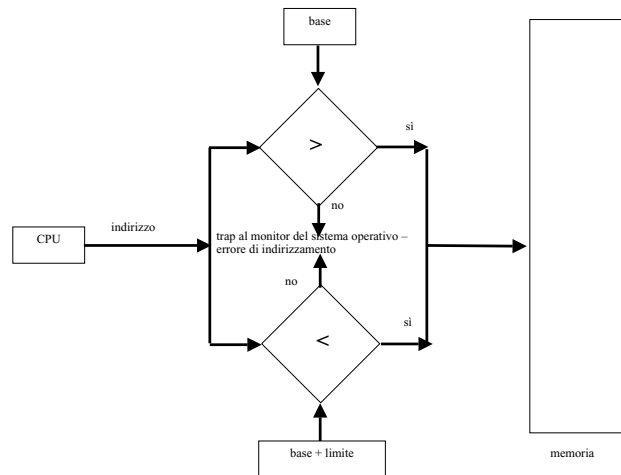 base
>
sì
no
indirizzo
CPU
trap al monitor del sistema operativo –
errore di indirizzamento
no
sì
<
base + limite
memoria